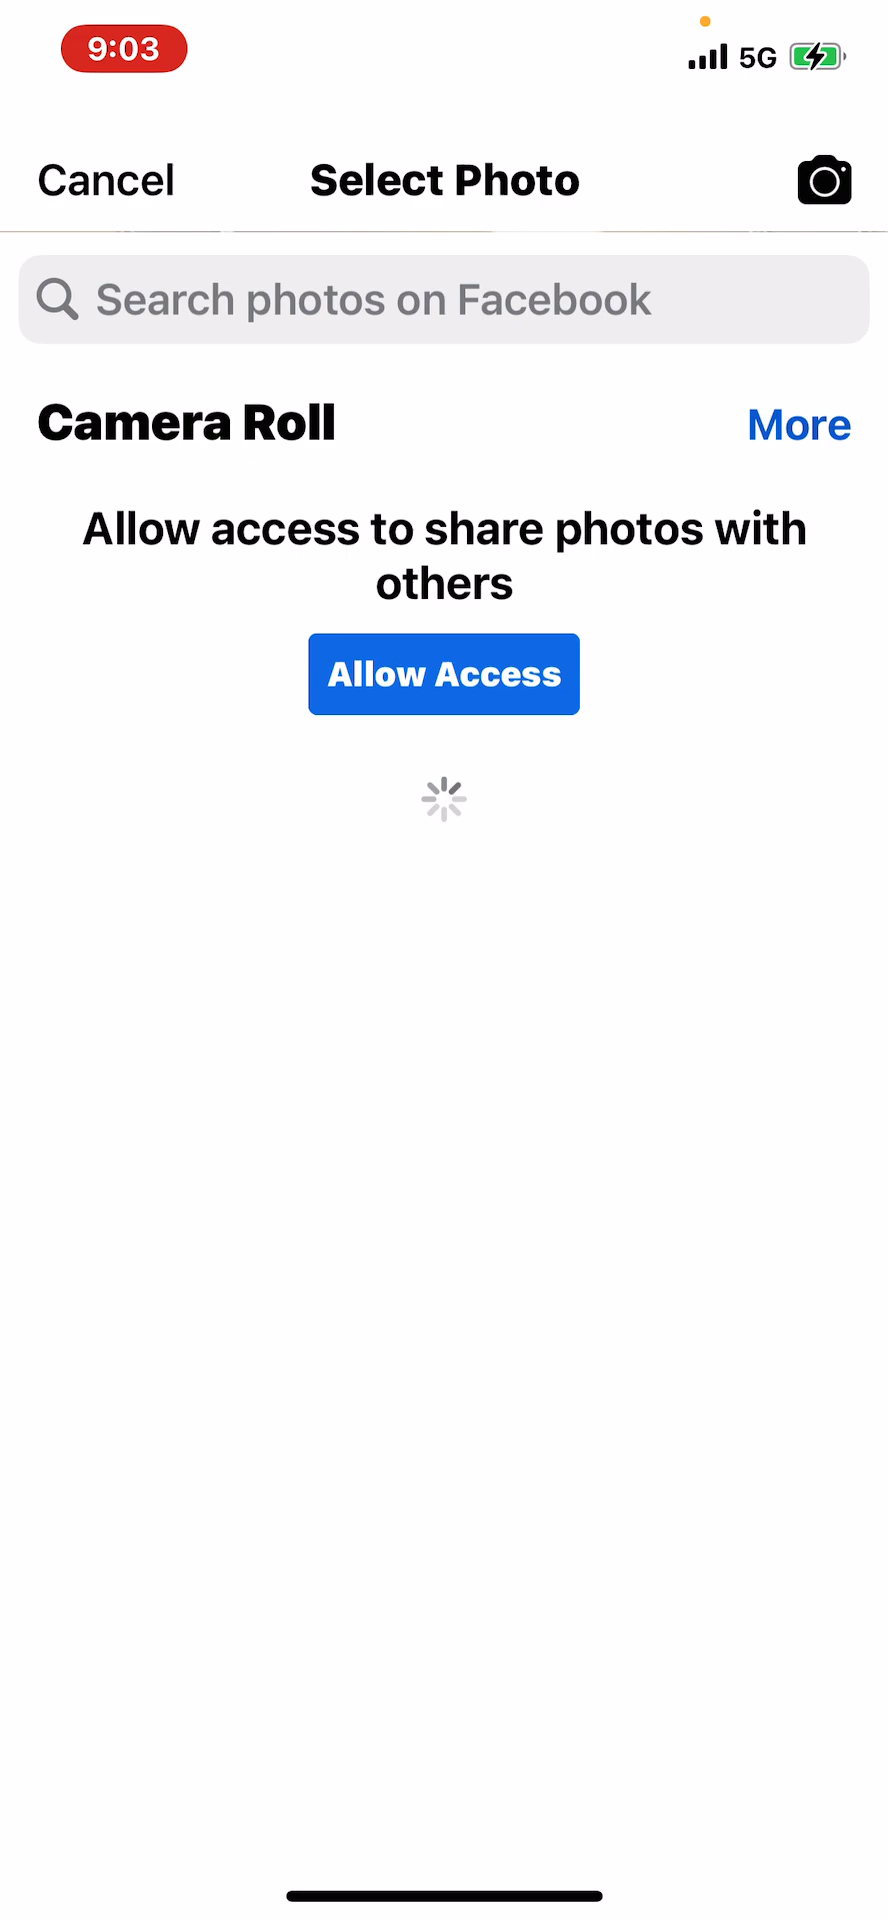 9:03
5G
Cancel
Select Photo
Search photos on Facebook
Camera Roll
More
Allow access to share photos with
others
Allow Access